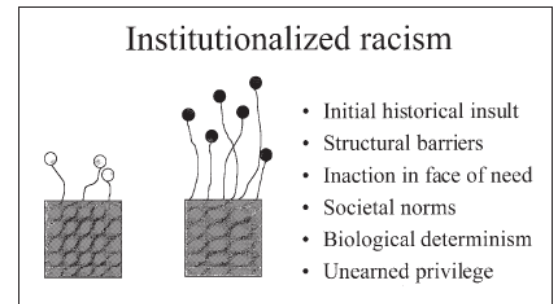 Institutionalized racism
• Initial historical insult
• Structural barriers
• Inaction in face of need
• Societal norms
• Biological determinism
• Unearned privilege